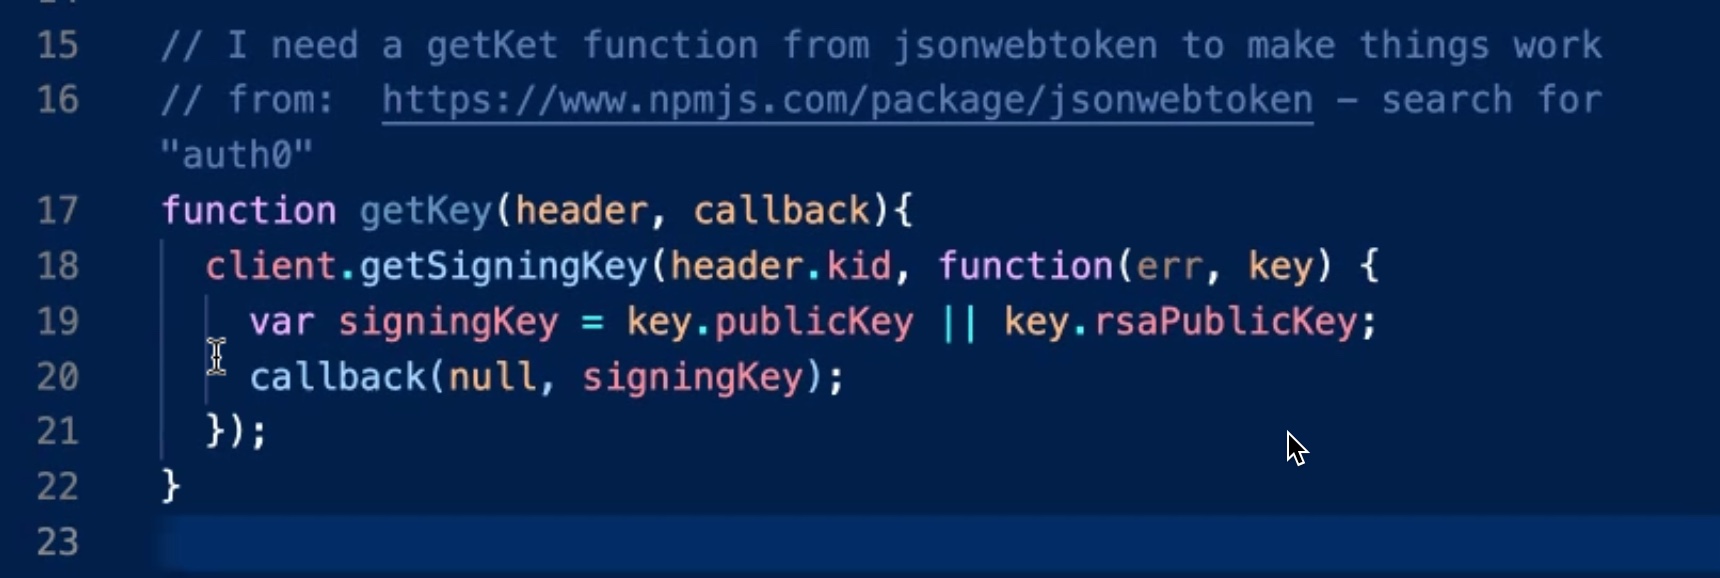 15 // I need a getKet function from jsonwebtoken to make things work
16 // from:  https://www.npmjs.com/package/jsonwebtoken – search for
"auth0"
17 function getKey(header, callback){
18   client.getSigningKey(header.kid, function(err, key) {
19     var signingKey = key.publicKey || key.rsaPublicKey;
20     callback(null, signingKey);
21   });
22 }
23